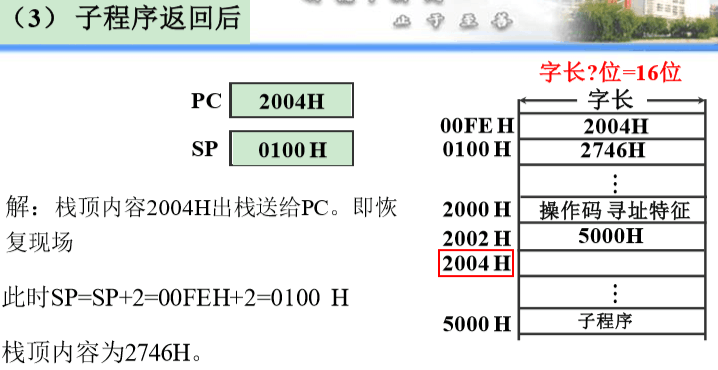 （3） 子程序返回后
止 于 至 善
字长?位=16位
PC 2004H
字长
00FE H 2004H
SP 0100 H
0100 H 2746H
⋮
解：栈顶内容2004H出栈送给PC。即恢
复现场
2000 H 操作码 寻址特征
2002 H 5000H
2004 H
此时SP=SP+2=00FEH+2=0100 H
⋮
5000 H 子程序
栈顶内容为2746H。